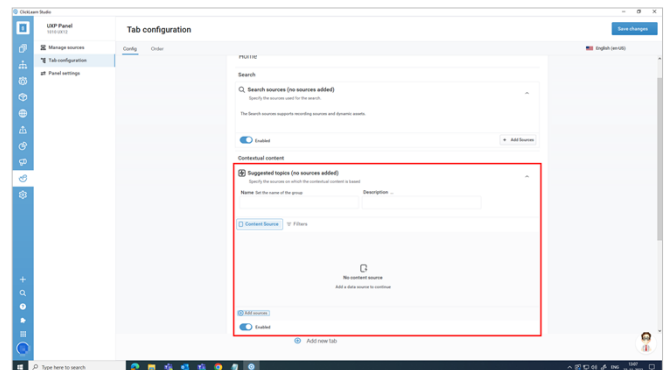 ClickLearn Studio
UXP Panel
Tab configuration
Save changes
Manage sources
Tab configuration
Panel settings
Config Order
English (en-US)
Home
Search
Search sources (no sources added)
Specify the sources used for the search.
The Search sources supports recording sources and dynamic assets.
Enabled
+ Add Sources
Contextual content
Suggested topics (no sources added)
Specify the sources on which the contextual content is based
Name Set the name of the group
Description ...
Content Source
Filters
No content source
Add a data source to continue
Add sources
Enabled
Add new tab
Type here to search
ENG